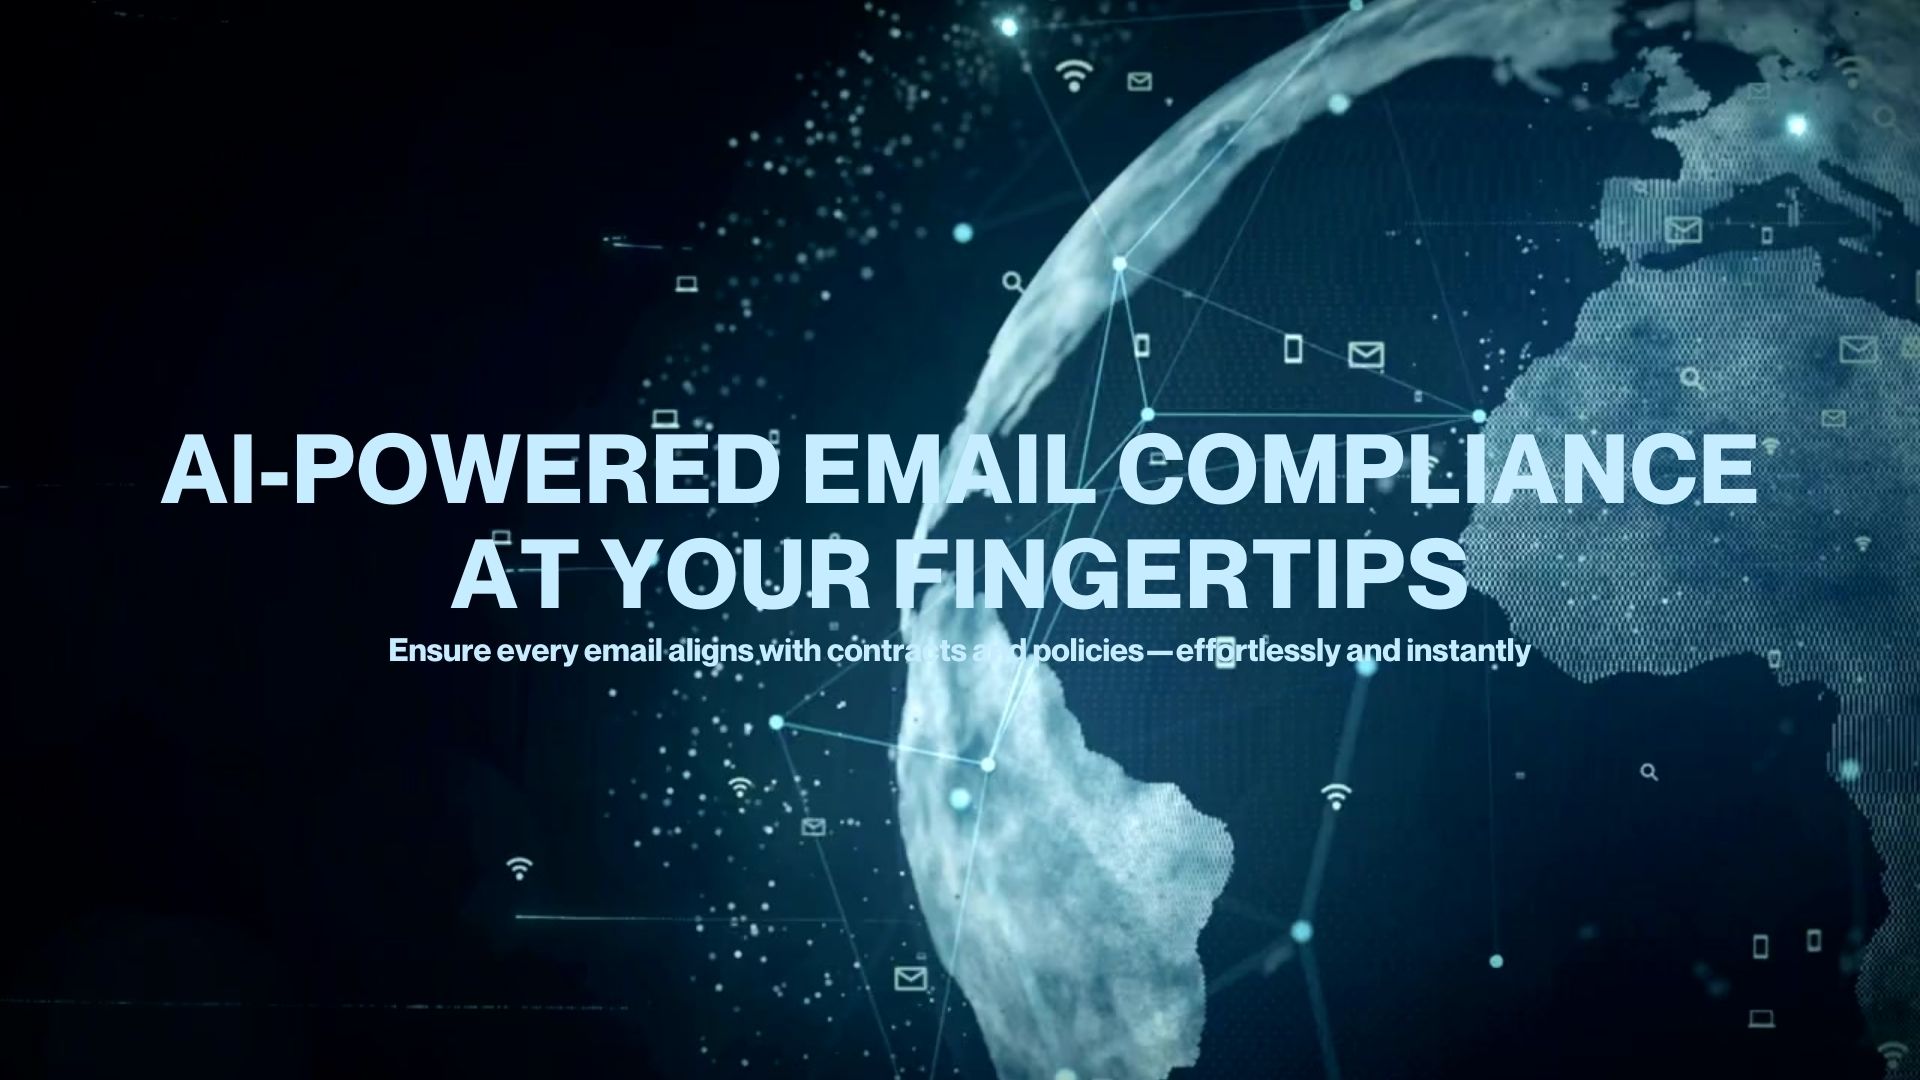 AI-POWERED EMAIL COMPLIANCE
AT YOUR FINGERTIPS
Ensure every email aligns with contracts and policies—effortlessly and instantly